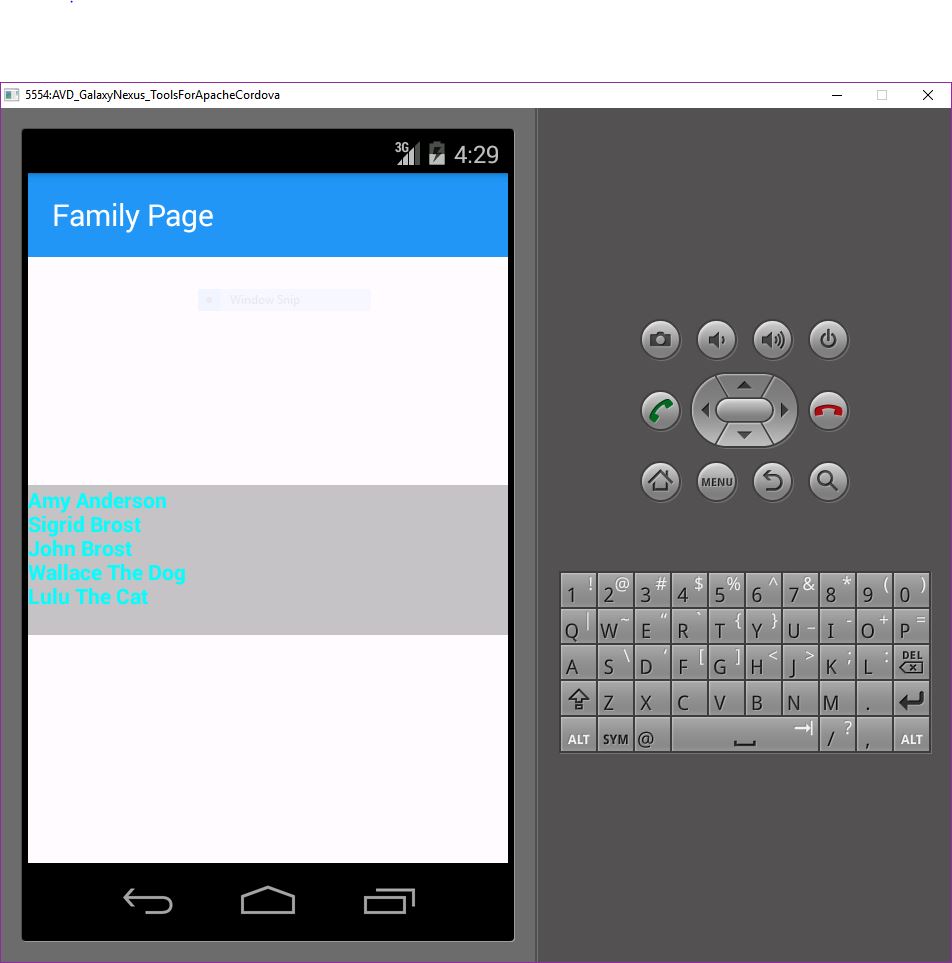 5554:AVD_GalaxyNexus_ToolsForApacheCordova
3G 4:29
Family Page
Window Snip
Amy Anderson
Sigrid Brost
John Brost
Wallace The Dog
Lulu The Cat
MENU
1 ! 2 @ 3 # 4 $ 5 % 6 ^ 7 & 8 * 9 ( 0 )
Q | W ~ E “ R ` T { Y } U _ I - O + P =
A S \ D ‘ F [ G ] H < J > K ; L : DEL
Z X C V B N M .
ALT SYM @ / ? , ALT